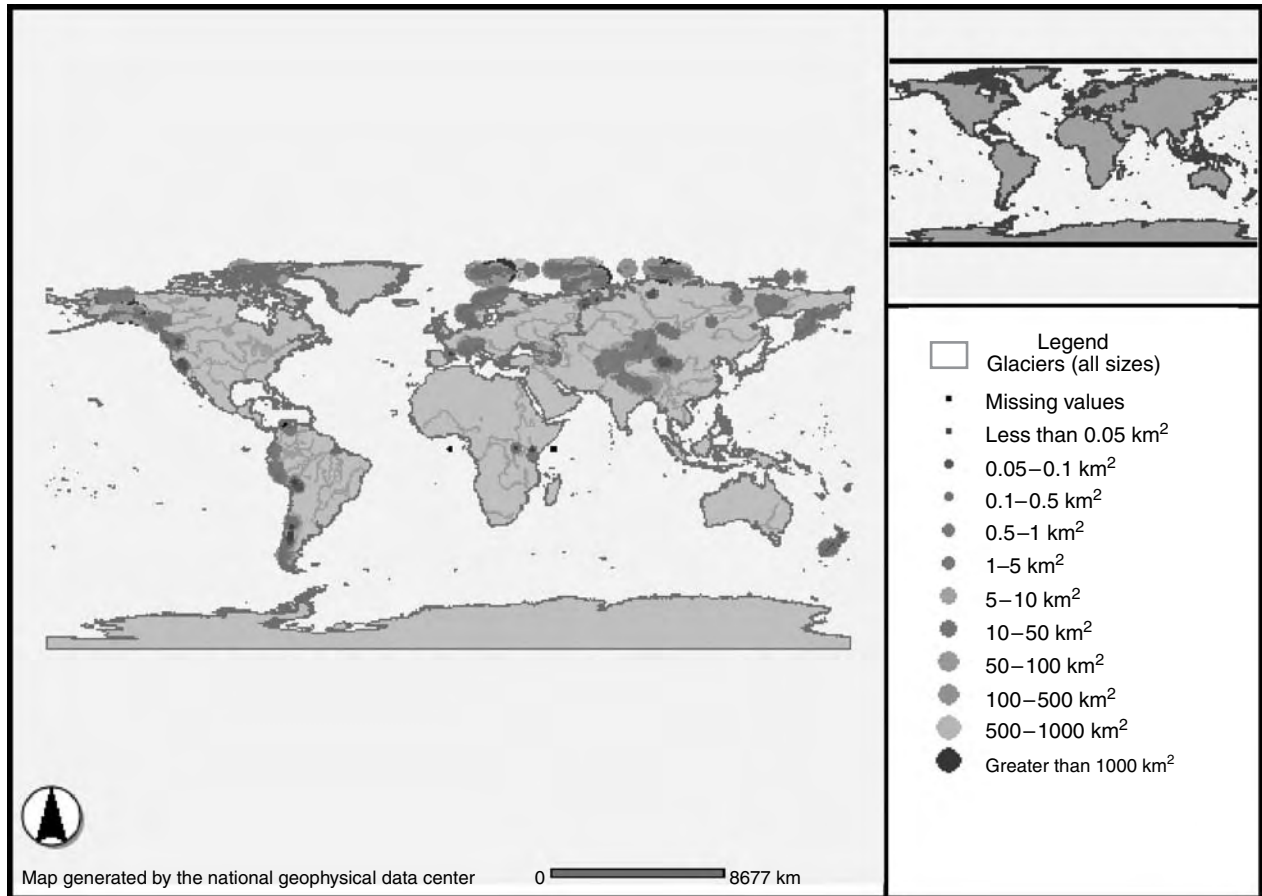 Legend
Glaciers (all sizes)
Missing values
Less than 0.05 km²
0.05–0.1 km²
0.1–0.5 km²
0.5–1 km²
1–5 km²
5–10 km²
10–50 km²
50–100 km²
100–500 km²
500–1000 km²
Greater than 1000 km²
Map generated by the national geophysical data center
0 8677 km